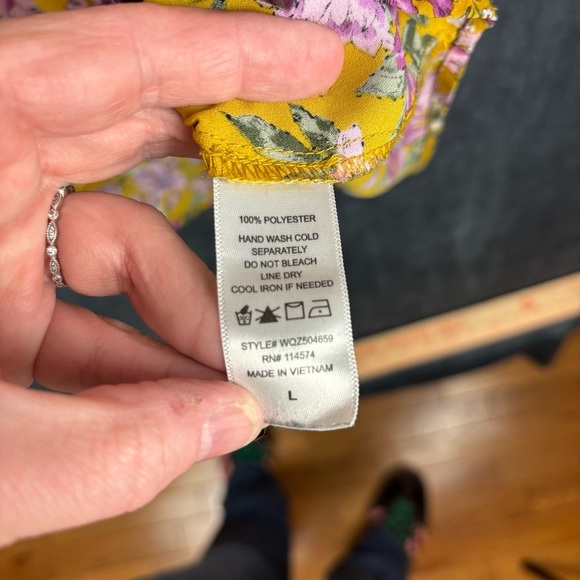 100% POLYESTER
HAND WASH COLD
SEPARATELY
DO NOT BLEACH
LINE DRY
COOL IRON IF NEEDED
STYLE# WQZ504659
RN# 114574
MADE IN VIETNAM
L